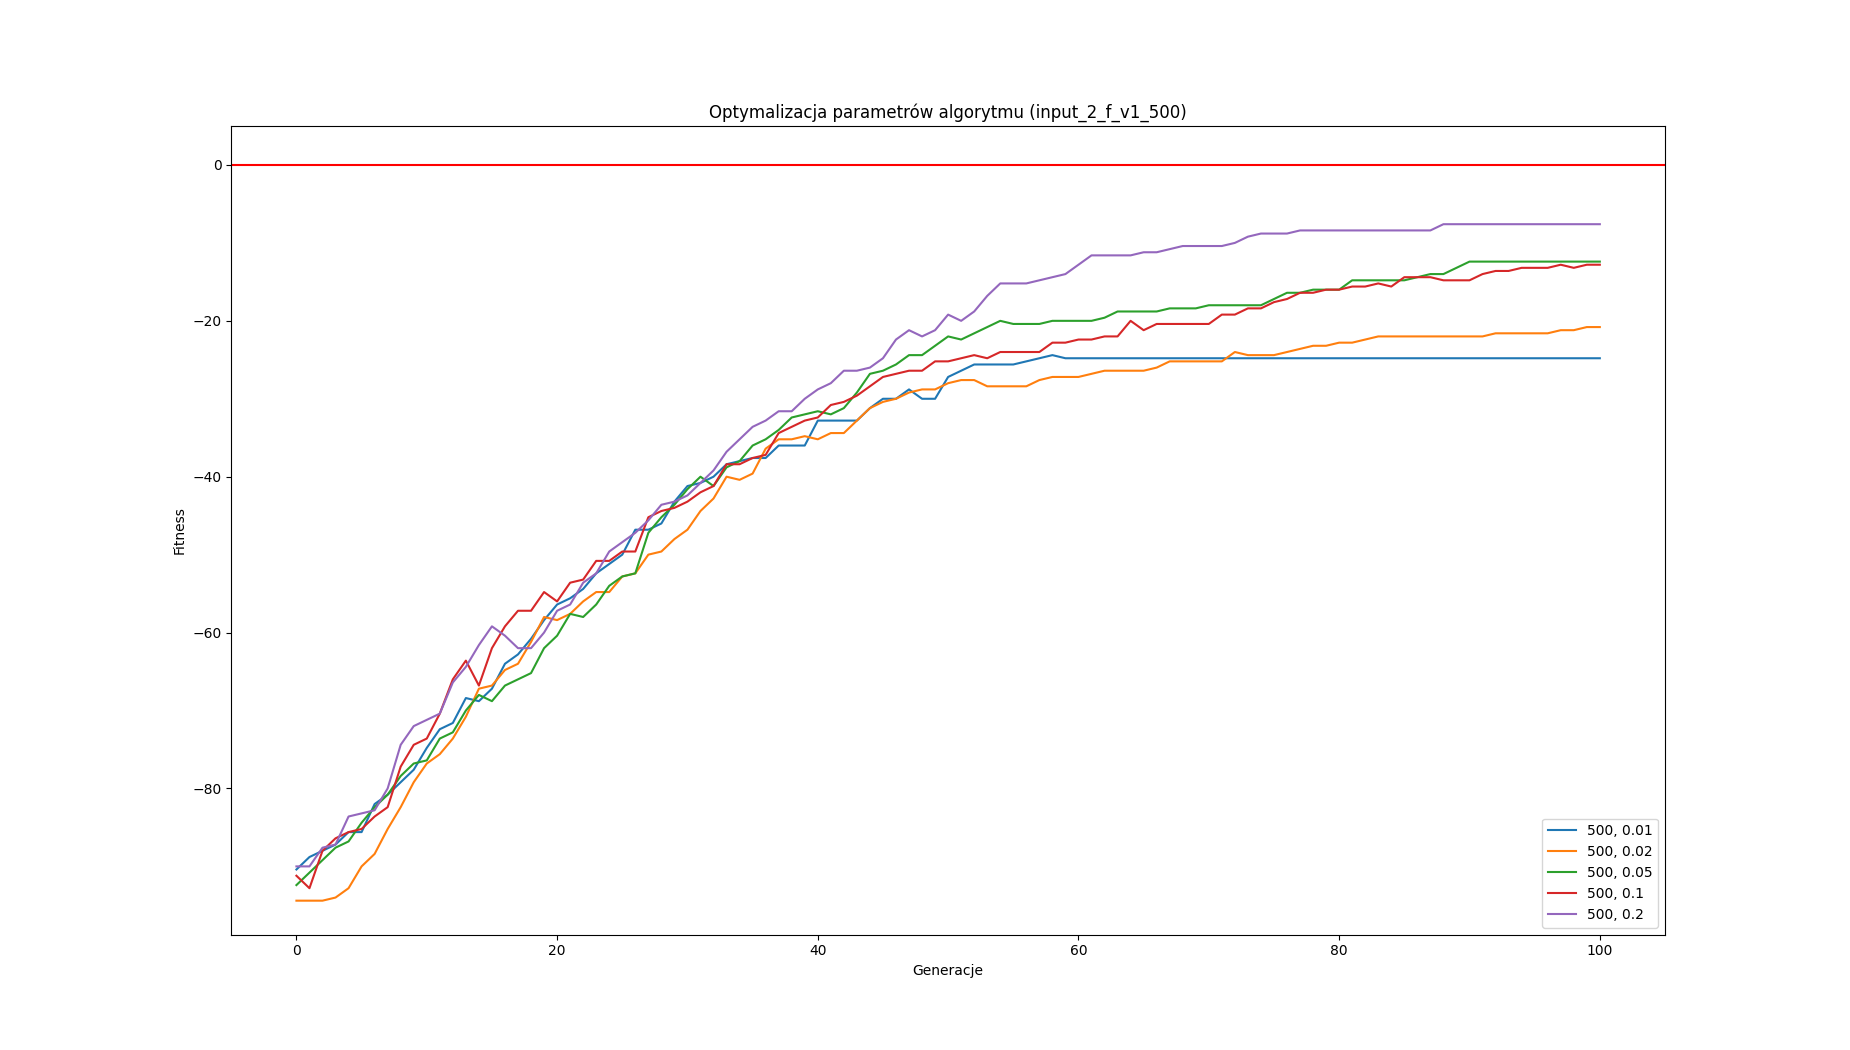 Optymalizacja parametrów algorytmu (input_2_f_v1_500)
0
−20
−40
−60
−80
Fitness
0 20 40 60 80 100
Generacje
500, 0.01
500, 0.02
500, 0.05
500, 0.1
500, 0.2